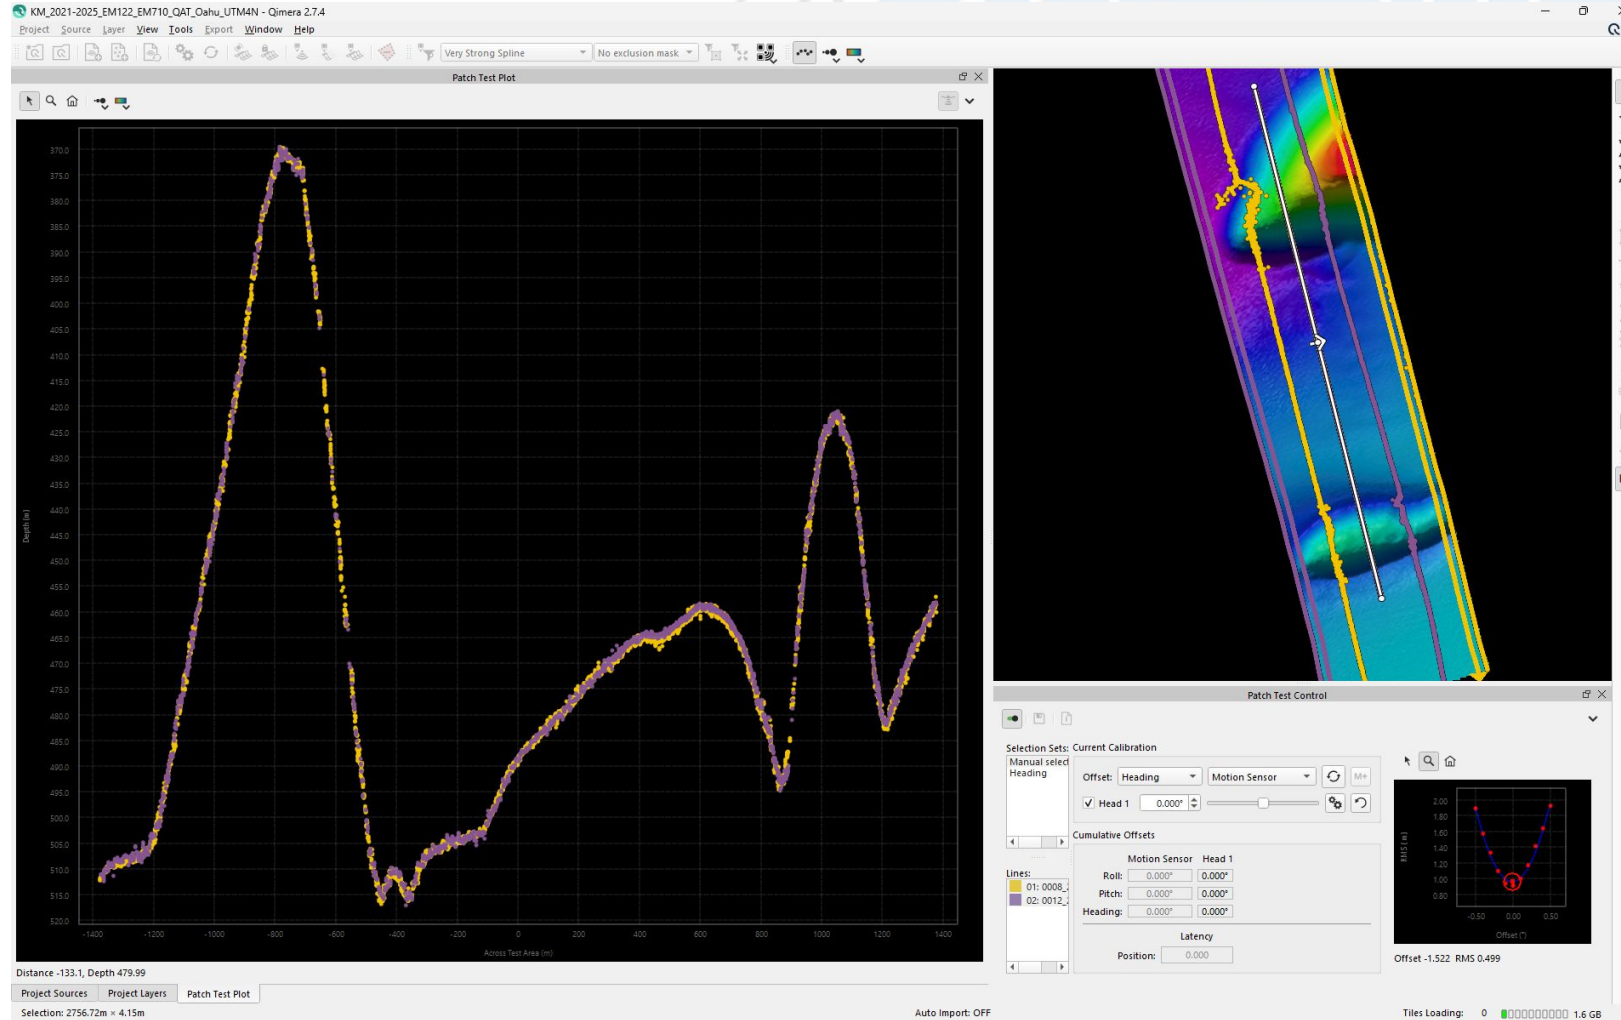 KM_2021-2025_EM122_EM710_QAT_Oahu_UTM4N - Qimera 2.7.4
Project Source Layer View Tools Export Window Help
Very Strong Spline No exclusion mask
Patch Test Plot
370.0
375.0
380.0
385.0
390.0
395.0
400.0
405.0
410.0
415.0
420.0
425.0
430.0
435.0
440.0
445.0
450.0
455.0
460.0
465.0
470.0
475.0
480.0
485.0
490.0
495.0
500.0
505.0
510.0
515.0
520.0
Depth (m)
-1400 -1200 -1000 -800 -600 -400 -200 0 200 400 600 800 1000 1200 1400
Across Test Area (m)
Distance -133.1, Depth 479.99
Project Sources Project Layers Patch Test Plot
Selection: 2756.72m × 4.15m
Auto Import: OFF
Patch Test Control
Selection Sets:
Manual select
Heading
Lines:
01: 0008_2
02: 0012_2
Current Calibration
Offset: Heading Motion Sensor M+
Head 1 0.000°
Cumulative Offsets
Motion Sensor Head 1
Roll: 0.000° 0.000°
Pitch: 0.000° 0.000°
Heading: 0.000° 0.000°
Latency
Position: 0.000
2.00
1.80
1.60
1.40
1.20
1.00
0.80
RMS (m)
-0.50 0.00 0.50
Offset (°)
Offset -1.522 RMS 0.499
Tiles Loading: 0 1.6 GB